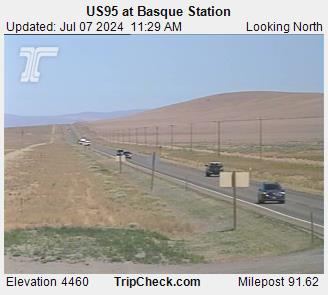 US95 at Basque Station
Updated: Jul 07 2024 11:29 AM Looking North
Elevation 4460 TripCheck.com Milepost 91.62